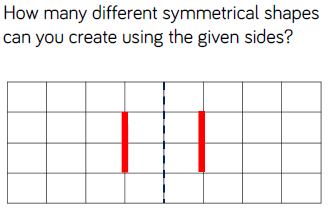 How many different symmetrical shapes
can you create using the given sides?